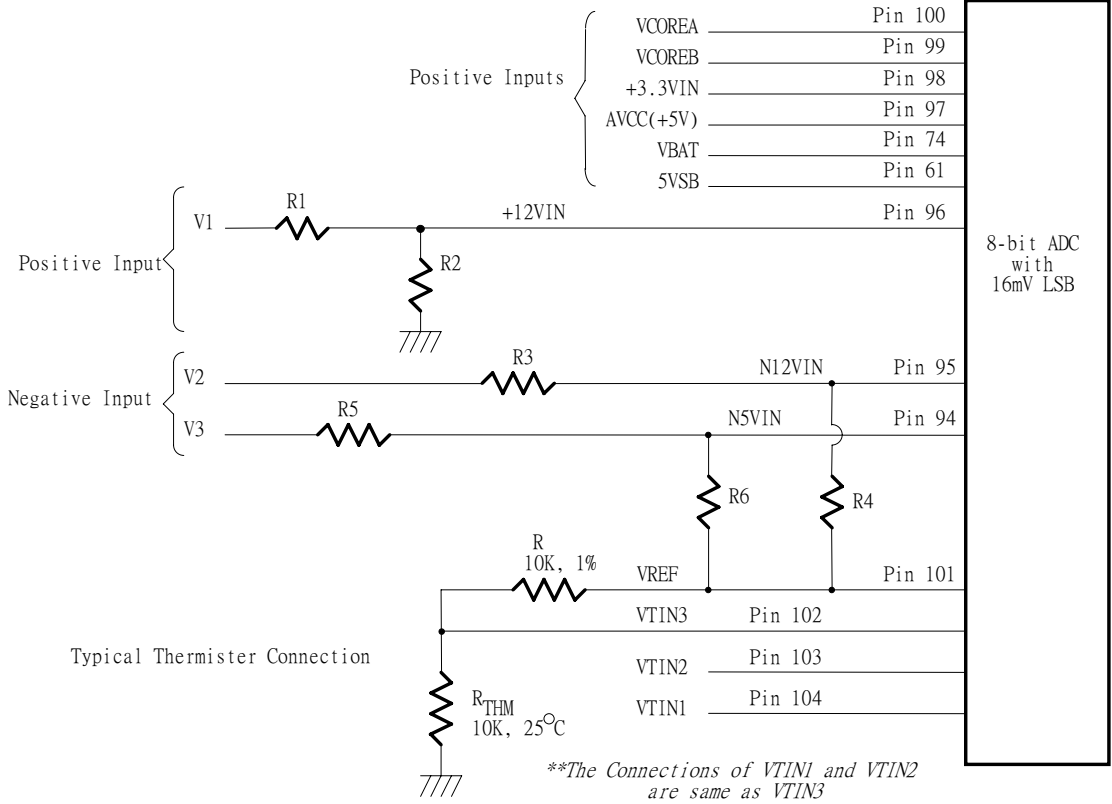 Pin 100
VCOREA
Pin 99
VCOREB
Positive Inputs
Pin 98
+3.3VIN
Pin 97
AVCC(+5V)
Pin 74
VBAT
Pin 61
5VSB
R1
V1
+12VIN
Pin 96
R2
Positive Input
8-bit ADC
with
16mV LSB
R3
V2
N12VIN
Pin 95
Negative Input
R5
V3
N5VIN
Pin 94
R6
R4
R
10K, 1%
VREF
Pin 101
VTIN3
Pin 102
Typical Thermister Connection
VTIN2
Pin 103
VTIN1
Pin 104
RTHM
10K, 25°C
**The Connections of VTIN1 and VTIN2
are same as VTIN3